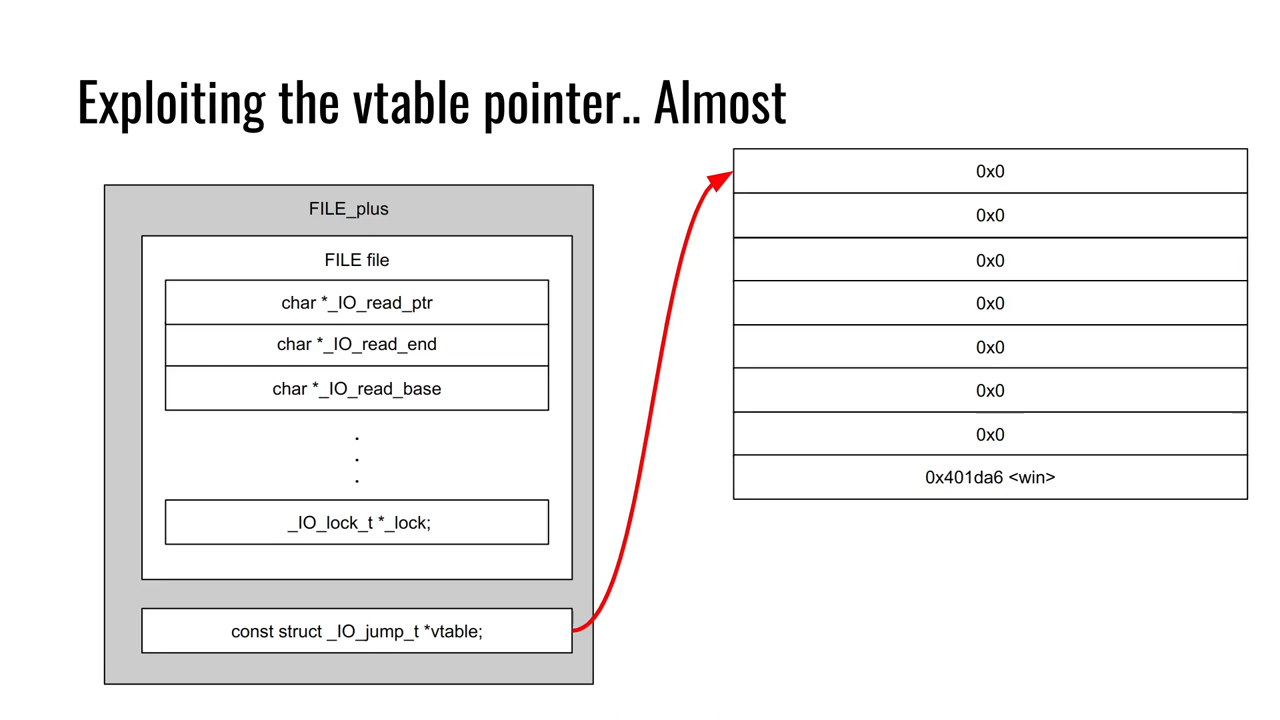 Exploiting the vtable pointer.. Almost
FILE_plus
FILE file
char *_IO_read_ptr
char *_IO_read_end
char *_IO_read_base
.
.
.
_IO_lock_t *_lock;
const struct _IO_jump_t *vtable;
0x0
0x0
0x0
0x0
0x0
0x0
0x0
0x401da6 <win>